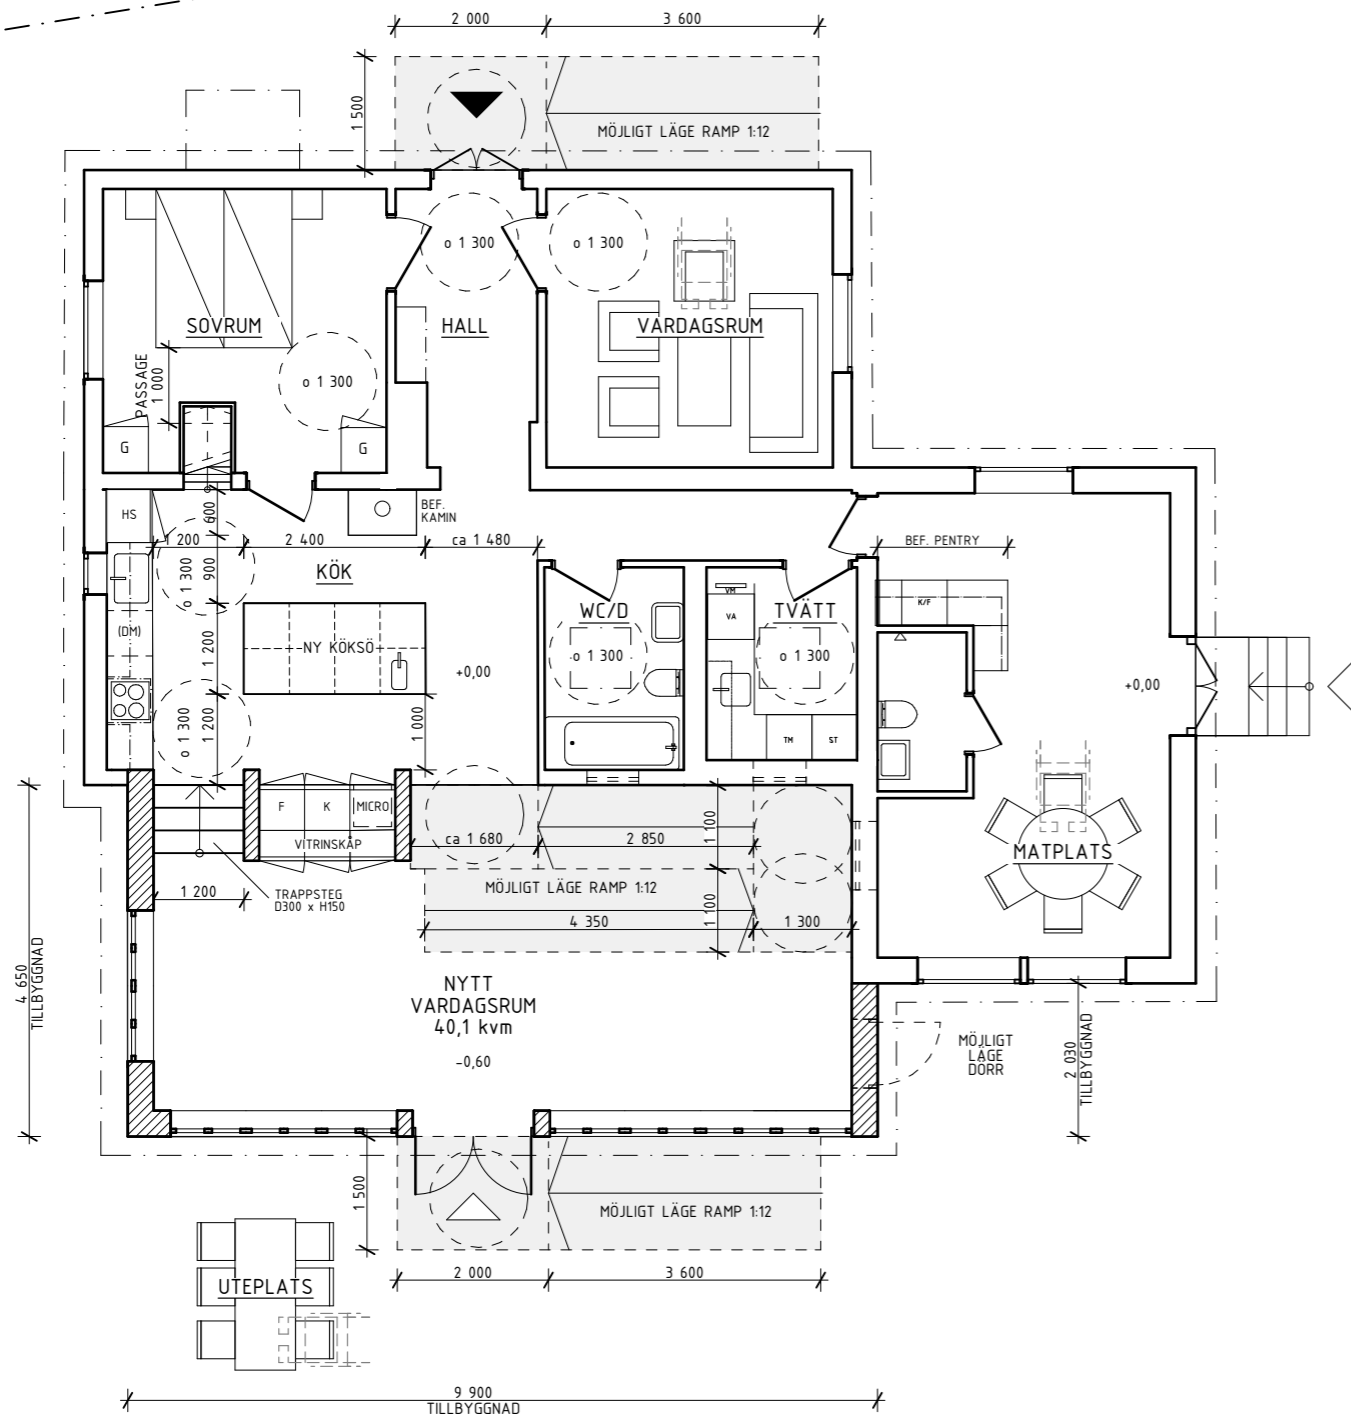 2 000
3 600
1 500
MÖJLIGT LÄGE RAMP 1:12
o 1 300
o 1 300
SOVRUM
HALL
VARDAGSRUM
PASSAGE
1 000
o 1 300
G
G
HS
600
BEF.
KAMIN
1 200
2 400
ca 1 480
BEF. PENTRY
KÖK
o 1 300
900
K/F
WC/D
VM
VA
TVÄTT
(DM)
1 200
NY KÖKSÖ
o 1 300
o 1 300
+0,00
+0,00
o 1 300
1 200
1 000
TM
ST
F
K
MICRO
VITRINSKÅP
ca 1 680
2 850
1 100
MATPLATS
1 200
TRAPPSTEG
D300 x H150
MÖJLIGT LÄGE RAMP 1:12
4 350
1 100
1 300
4 650
TILLBYGGNAD
NYTT
VARDAGSRUM
40,1 kvm
-0,60
MÖJLIGT
LÄGE
DÖRR
2 030
TILLBYGGNAD
1 500
MÖJLIGT LÄGE RAMP 1:12
2 000
3 600
UTEPLATS
9 900
TILLBYGGNAD